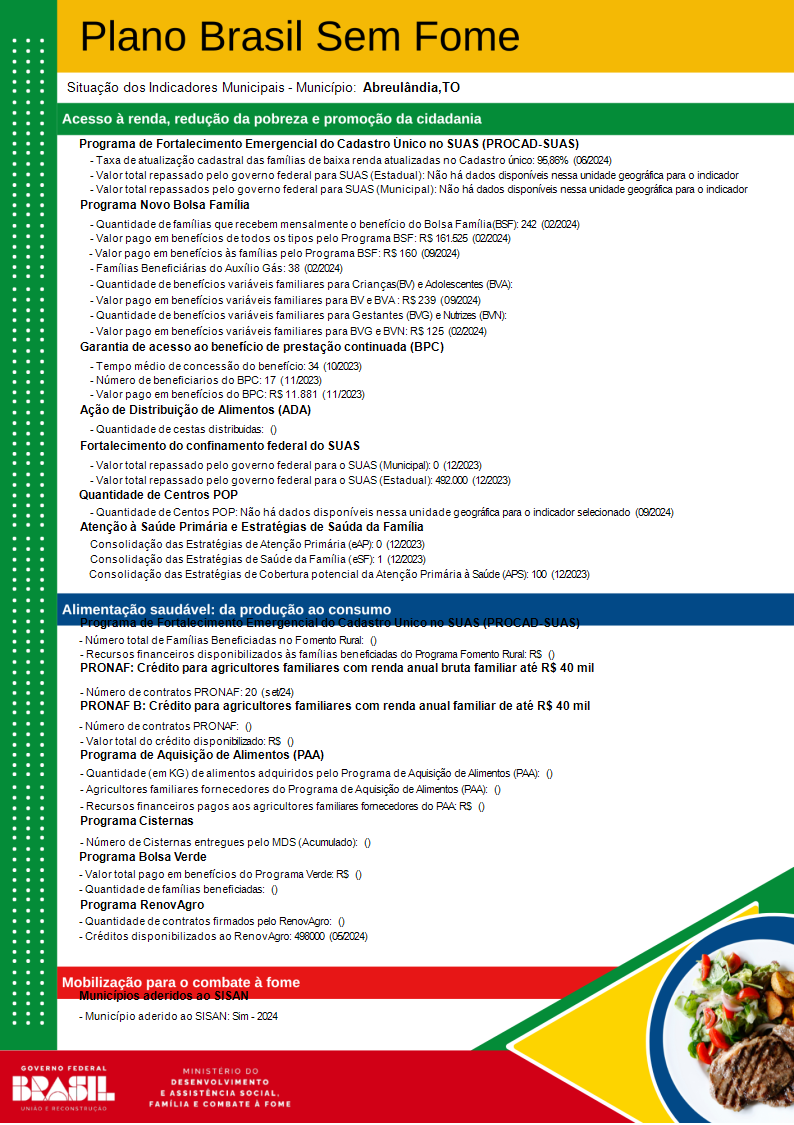 Plano Brasil Sem Fome
Situação dos Indicadores Municipais - Município: Abreulândia,TO
Acesso à renda, redução da pobreza e promoção da cidadania
Programa de Fortalecimento Emergencial do Cadastro Único no SUAS (PROCAD-SUAS)
- Taxa de atualização cadastral das famílias de baixa renda atualizadas no Cadastro único: 95,86% (06/2024)
- Valor total repassado pelo governo federal para SUAS (Estadual): Não há dados disponíveis nessa unidade geográfica para o indicador
- Valor total repassados pelo governo federal para SUAS (Municipal): Não há dados disponíveis nessa unidade geográfica para o indicador
Programa Novo Bolsa Família
- Quantidade de famílias que recebem mensalmente o benefício do Bolsa Família(BSF): 242 (02/2024)
- Valor pago em benefícios de todos os tipos pelo Programa BSF: R$ 161.525 (02/2024)
- Valor pago em benefícios às famílias pelo Programa BSF: R$ 160 (09/2024)
- Famílias Beneficiárias do Auxílio Gás: 38 (02/2024)
- Quantidade de benefícios variáveis familiares para Crianças(BV) e Adolescentes (BVA):
- Valor pago em benefícios variáveis familiares para BV e BVA : R$ 239 (09/2024)
- Quantidade de benefícios variáveis familiares para Gestantes (BVG) e Nutrizes (BVN):
- Valor pago em benefícios variáveis familiares para BVG e BVN: R$ 125 (02/2024)
Garantia de acesso ao benefício de prestação continuada (BPC)
- Tempo médio de concessão do benefício: 34 (10/2023)
- Número de beneficiarios do BPC: 17 (11/2023)
- Valor pago em benefícios do BPC: R$ 11.881 (11/2023)
Ação de Distribuição de Alimentos (ADA)
- Quantidade de cestas distribuidas: ()
Fortalecimento do confinamento federal do SUAS
- Valor total repassado pelo governo federal para o SUAS (Municipal): 0 (12/2023)
- Valor total repassado pelo governo federal para o SUAS (Estadual): 492.000 (12/2023)
Quantidade de Centros POP
- Quantidade de Centos POP: Não há dados disponíveis nessa unidade geográfica para o indicador selecionado (09/2024)
Atenção à Saúde Primária e Estratégias de Saúda da Família
Consolidação das Estratégias de Atenção Primária (eAP): 0 (12/2023)
Consolidação das Estratégias de Saúde da Família (eSF): 1 (12/2023)
Consolidação das Estratégias de Cobertura potencial da Atenção Primária à Saúde (APS): 100 (12/2023)
Alimentação saudável: da produção ao consumo
Programa de Fortalecimento Emergencial do Cadastro Único no SUAS (PROCAD-SUAS)
- Número total de Famílias Beneficiadas no Fomento Rural: ()
- Recursos financeiros disponibilizados às famílias beneficiadas do Programa Fomento Rural: R$ ()
PRONAF: Crédito para agricultores familiares com renda anual bruta familiar até R$ 40 mil
- Número de contratos PRONAF: 20 (set/24)
PRONAF B: Crédito para agricultores familiares com renda anual familiar de até R$ 40 mil
- Número de contratos PRONAF: ()
- Valor total do crédito disponibilizado: R$ ()
Programa de Aquisição de Alimentos (PAA)
- Quantidade (em KG) de alimentos adquiridos pelo Programa de Aquisição de Alimentos (PAA): ()
- Agricultores familiares fornecedores do Programa de Aquisição de Alimentos (PAA): ()
- Recursos financeiros pagos aos agricultores familiares fornecedores do PAA: R$ ()
Programa Cisternas
- Número de Cisternas entregues pelo MDS (Acumulado): ()
Programa Bolsa Verde
- Valor total pago em benefícios do Programa Verde: R$ ()
- Quantidade de famílias beneficiadas: ()
Programa RenovAgro
- Quantidade de contratos firmados pelo RenovAgro: ()
- Créditos disponibilizados ao RenovAgro: 498000 (05/2024)
Mobilização para o combate à fome
Municípios aderidos ao SISAN
- Município aderido ao SISAN: Sim - 2024
GOVERNO FEDERAL
BRASIL
UNIÃO E RECONSTRUÇÃO
MINISTÉRIO DO
DESENVOLVIMENTO
E ASSISTÊNCIA SOCIAL,
FAMÍLIA E COMBATE À FOME